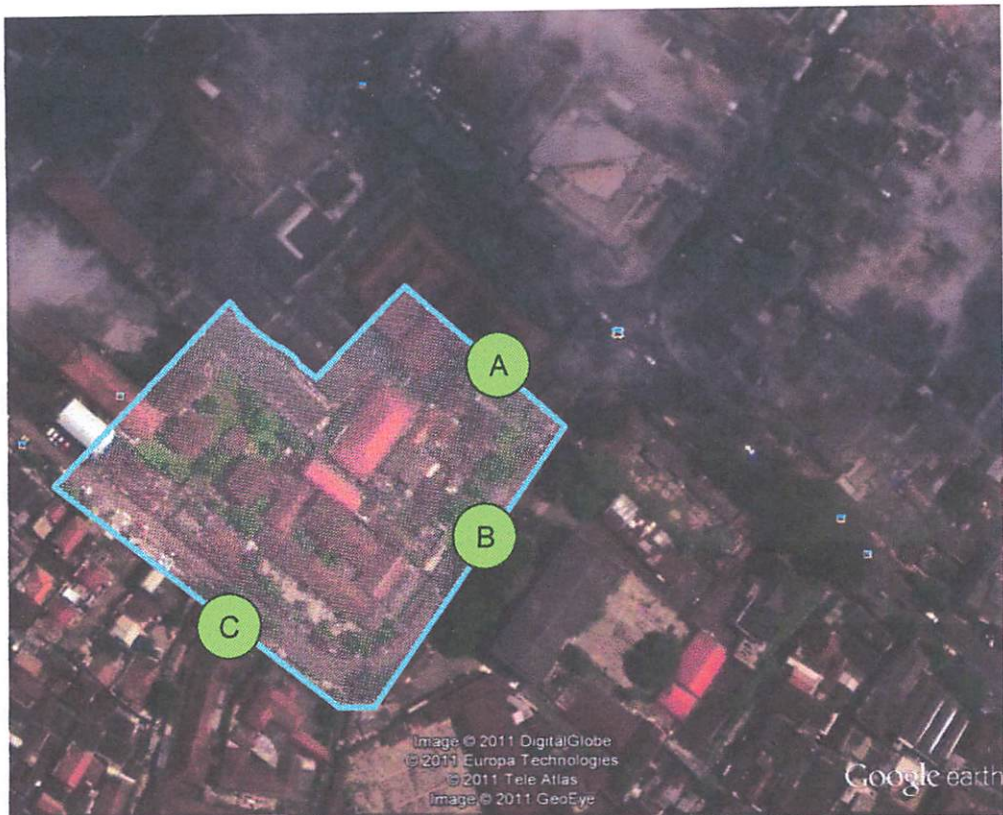 A
B
C
Image © 2011 DigitalGlobe
© 2011 Europa Technologies
© 2011 Tele Atlas
Image © 2011 GeoEye
Google earth